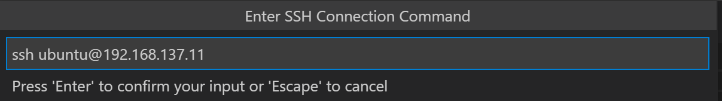 Enter SSH Connection Command
ssh ubuntu@192.168.137.11
Press 'Enter' to confirm your input or 'Escape' to cancel